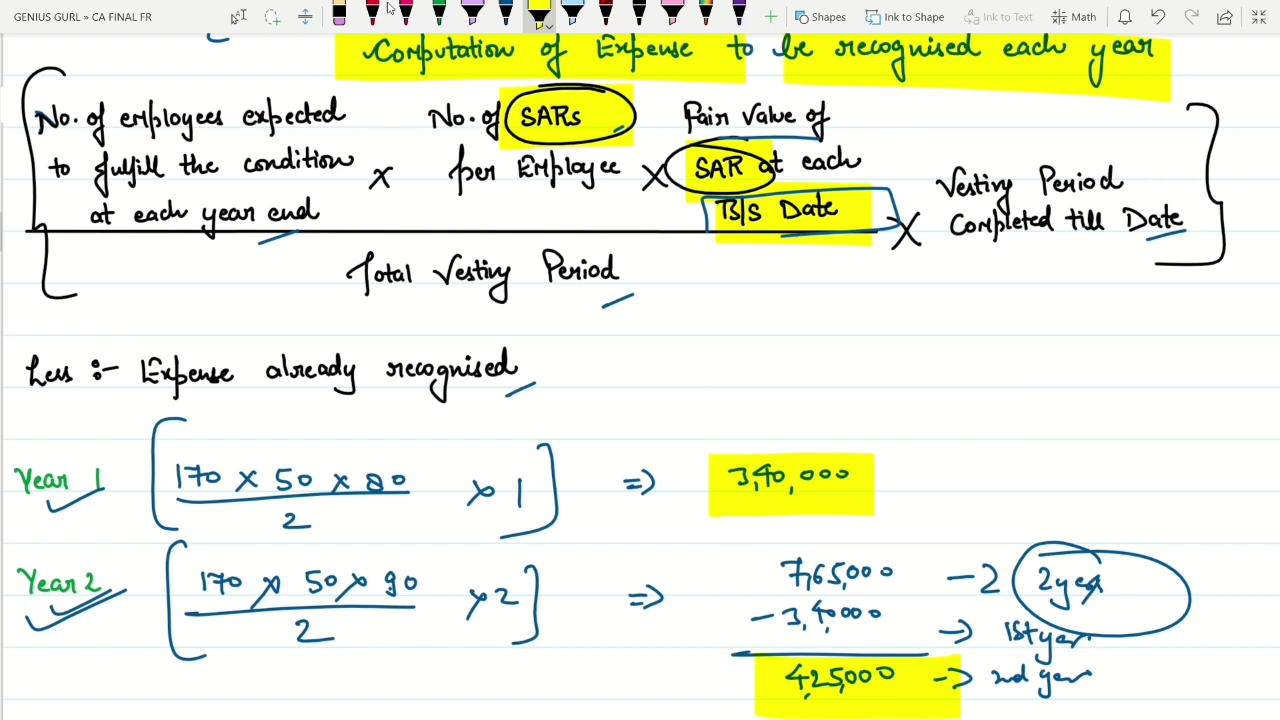 GENIUS GURL » CA FINAL FR
Shapes Ink to Shape Ink to Text Math
Computation of Expense to be recognised each year
No. of employees expected No. of SARs Fair Value of
to fulfill the condition × per Employee × SAR at each
at each year end B/S Date × Vesting Period
Completed till Date
Total Vesting Period
Less :- Expense already recognised
Year 1 [170 × 50 × 80 × 1] ⇒ 3,40,000
2
Year 2 [170 × 50 × 90 × 2] ⇒ 7,65,000 - 2 2 year
2
- 3,40000 → 1st year
4,25,000 → 2nd year